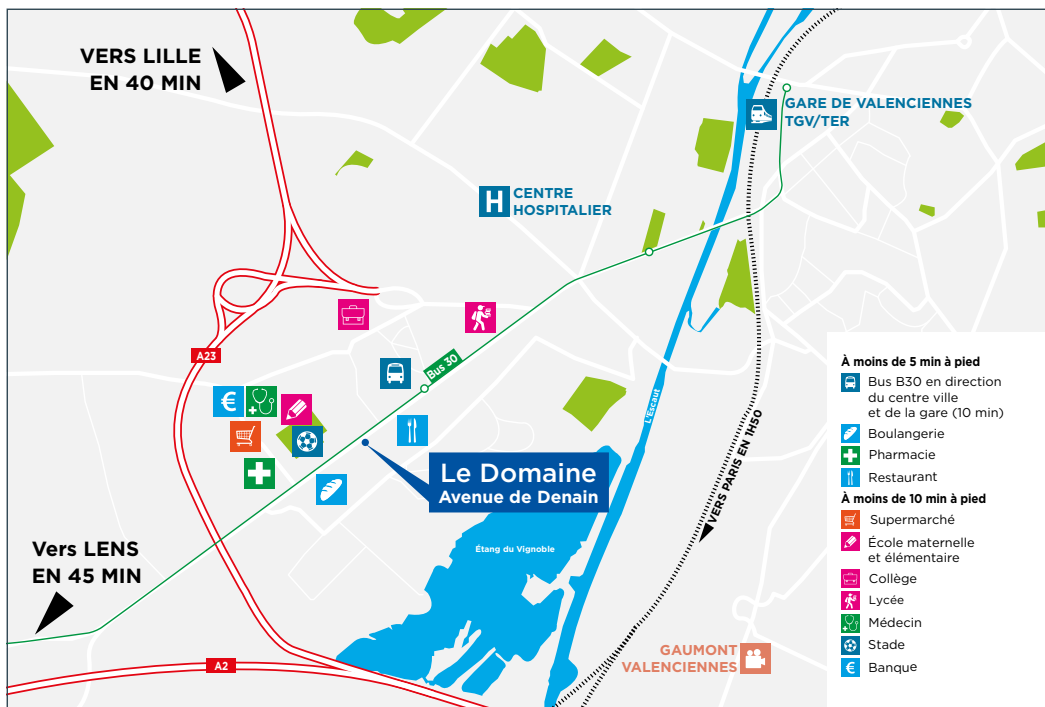 VERS LILLE
EN 40 MIN
GARE DE VALENCIENNES
TGV/TER
H
CENTRE
HOSPITALIER
A23
Bus 30
€
L'Escaut
VERS PARIS EN 1H50
Le Domaine
Avenue de Denain
Étang du Vignoble
Vers LENS
EN 45 MIN
A2
GAUMONT
VALENCIENNES
À moins de 5 min à pied
Bus B30 en direction
du centre ville
et de la gare (10 min)
Boulangerie
Pharmacie
Restaurant
À moins de 10 min à pied
Supermarché
École maternelle
et élémentaire
Collège
Lycée
Médecin
Stade
€ Banque